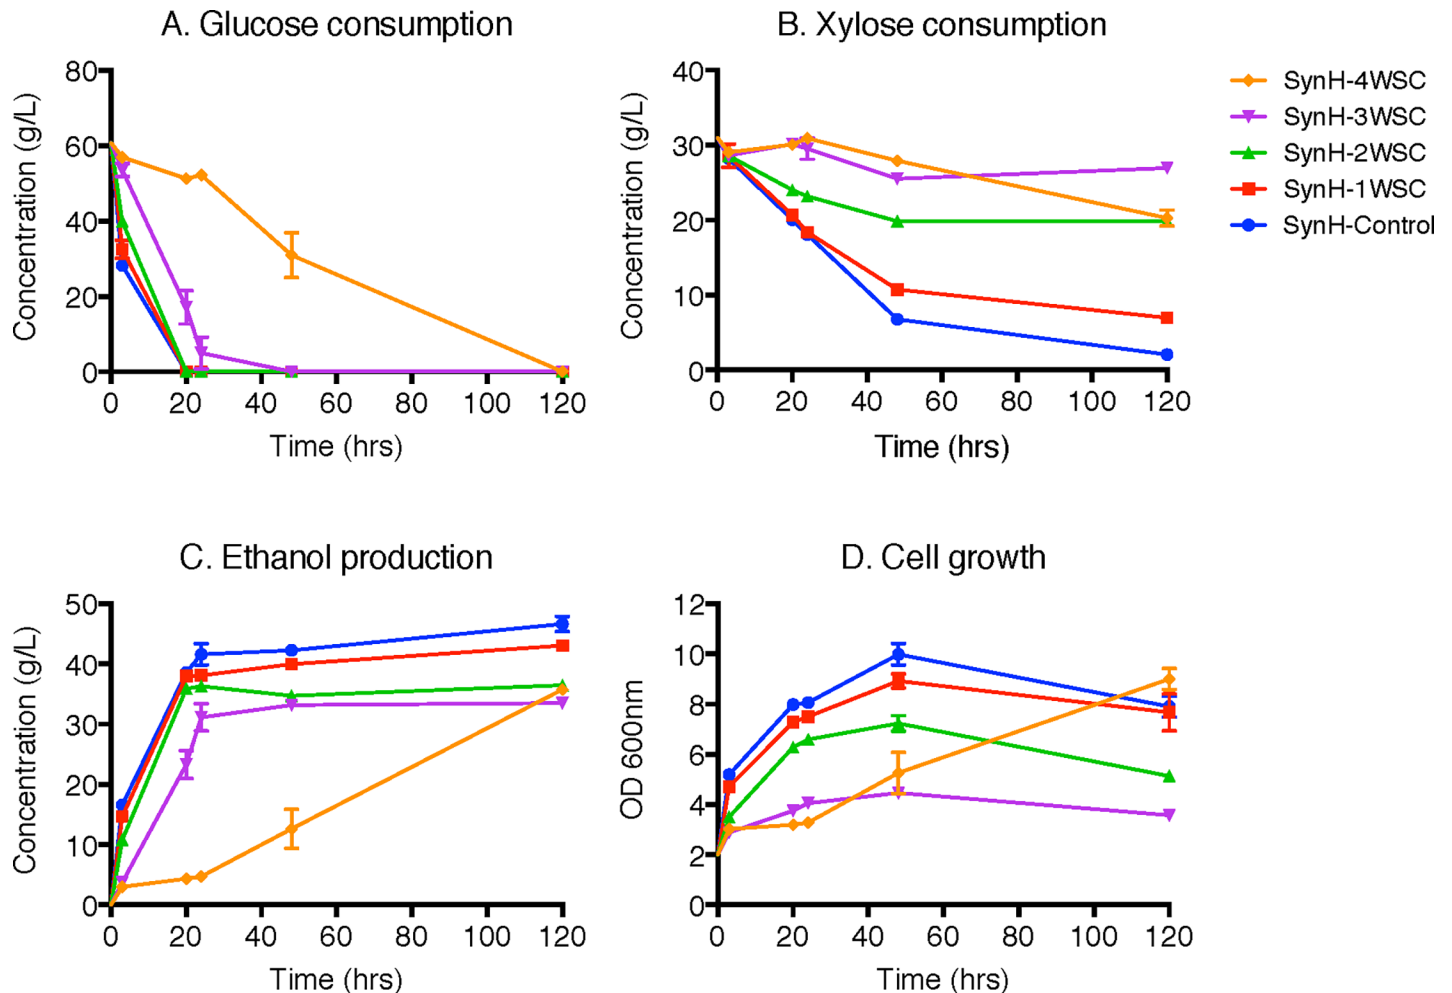 A. Glucose consumption
Concentration (g/L)
80
60
40
20
0
0 20 40 60 80 100 120
Time (hrs)
B. Xylose consumption
Concentration (g/L)
40
30
20
10
0
0 20 40 60 80 100 120
Time (hrs)
SynH-4WSC
SynH-3WSC
SynH-2WSC
SynH-1WSC
SynH-Control
C. Ethanol production
Concentration (g/L)
50
40
30
20
10
0
0 20 40 60 80 100 120
Time (hrs)
D. Cell growth
OD 600nm
12
10
8
6
4
2
0
0 20 40 60 80 100 120
Time (hrs)